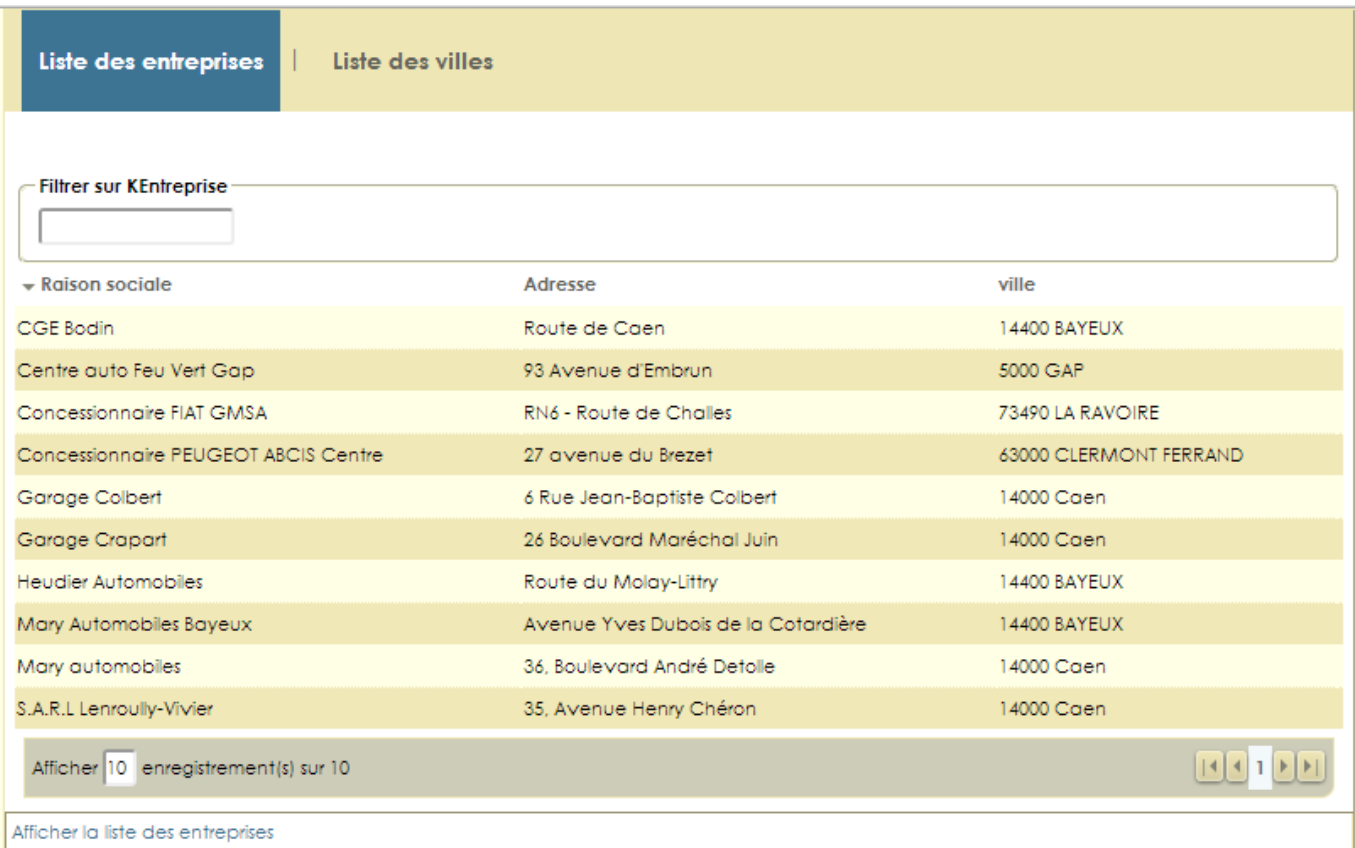 Liste des entreprises | Liste des villes
Filtrer sur KEntreprise
Raison sociale Adresse ville
CGE Bodin Route de Caen 14400 BAYEUX
Centre auto Feu Vert Gap 93 Avenue d'Embrun 5000 GAP
Concessionnaire FIAT GMSA RN6 - Route de Challes 73490 LA RAVOIRE
Concessionnaire PEUGEOT ABCIS Centre 27 avenue du Brezet 63000 CLERMONT FERRAND
Garage Colbert 6 Rue Jean-Baptiste Colbert 14000 Caen
Garage Crapart 26 Boulevard Maréchal Juin 14000 Caen
Heudier Automobiles Route du Molay-Littry 14400 BAYEUX
Mary Automobiles Bayeux Avenue Yves Dubois de la Cotardière 14400 BAYEUX
Mary automobiles 36, Boulevard André Detolle 14000 Caen
S.A.R.L Lenroully-Vivier 35, Avenue Henry Chéron 14000 Caen
Afficher 10 enregistrement(s) sur 10 1
Afficher la liste des entreprises